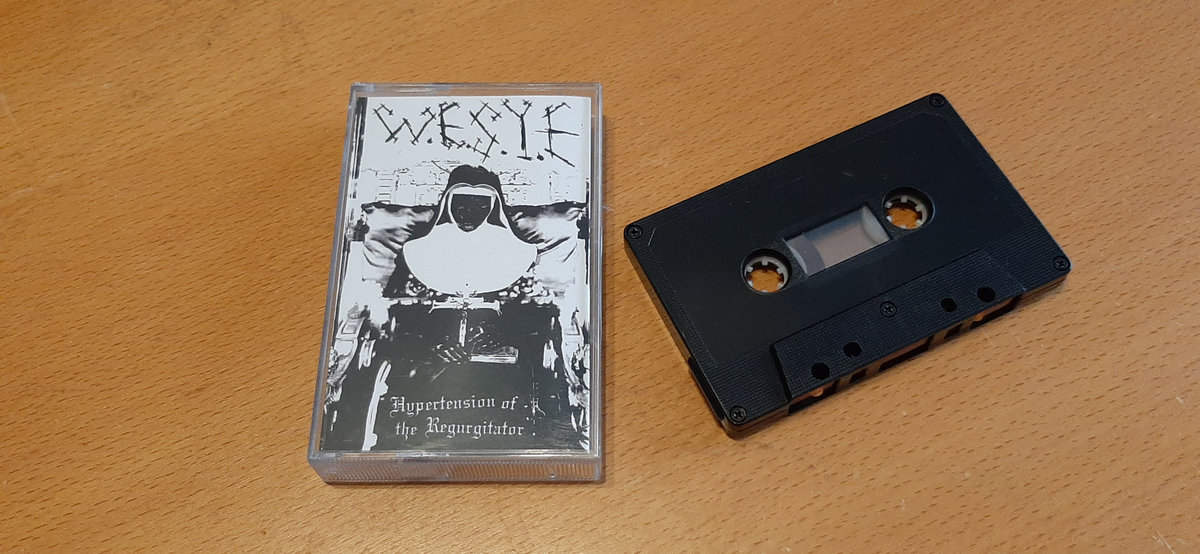 W.E.S.Y.E
Hypertension of
the Regurgitator